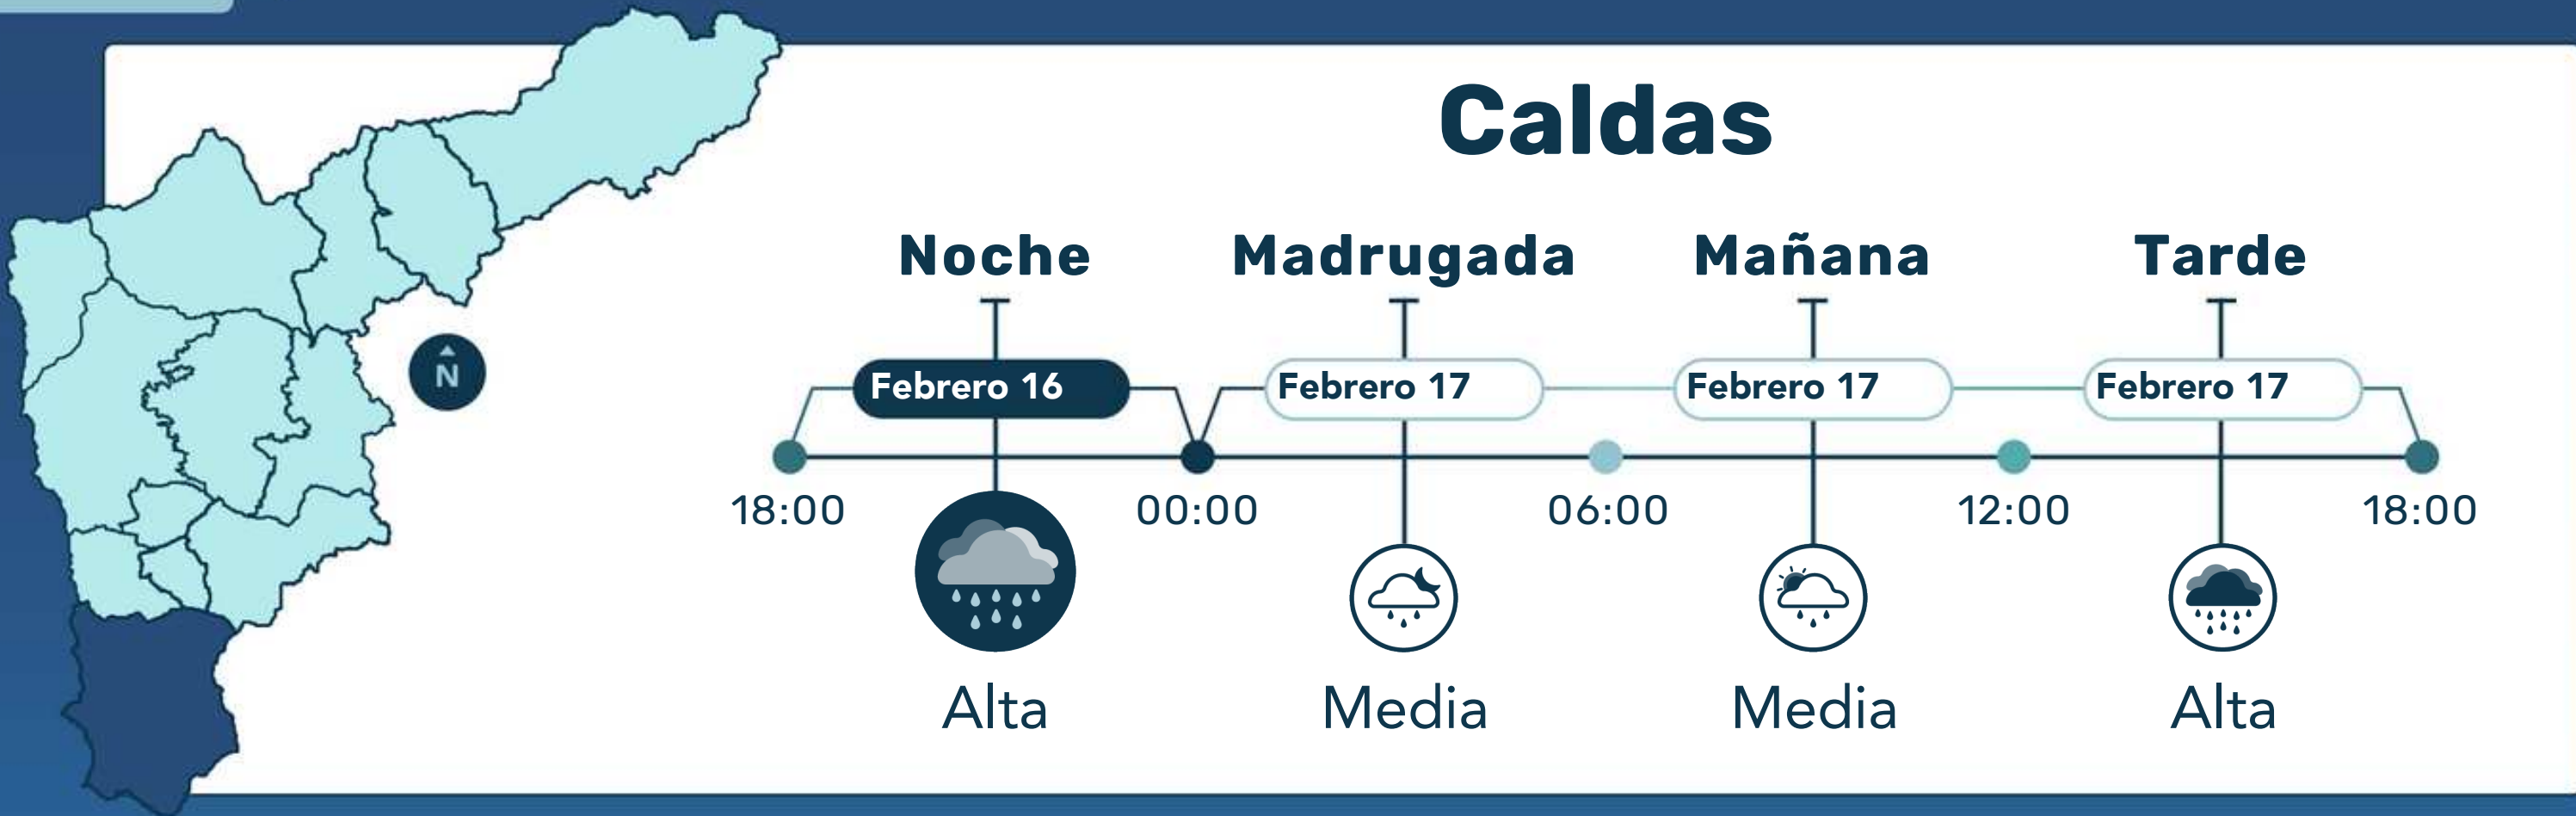 Caldas
Noche
Madrugada
Mañana
Tarde
Febrero 16
Febrero 17
Febrero 17
Febrero 17
N
18:00
00:00
06:00
12:00
18:00
Alta
Media
Media
Alta